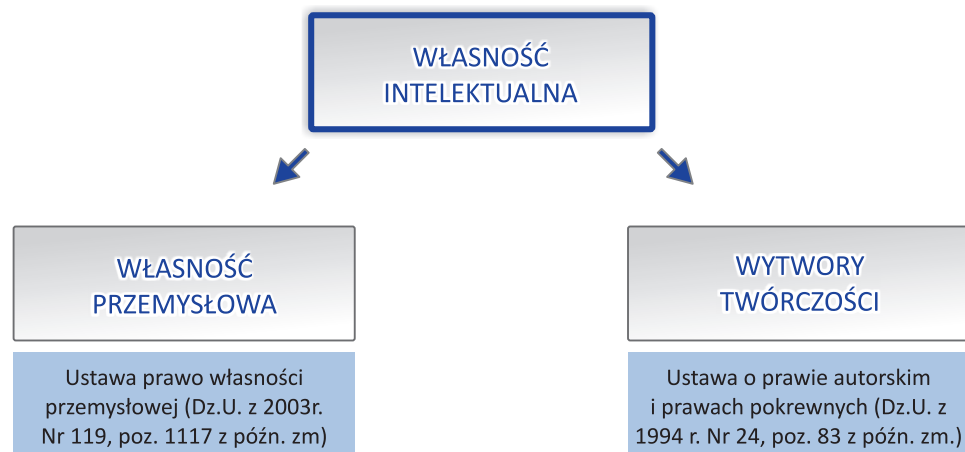 WŁASNOŚĆ
INTELEKTUALNA
WŁASNOŚĆ
PRZEMYSŁOWA
Ustawa prawo własności
przemysłowej (Dz.U. z 2003r.
Nr 119, poz. 1117 z późn. zm)
WYTWORY
TWÓRCZOŚCI
Ustawa o prawie autorskim
i prawach pokrewnych (Dz.U. z
1994 r. Nr 24, poz. 83 z późn. zm.)